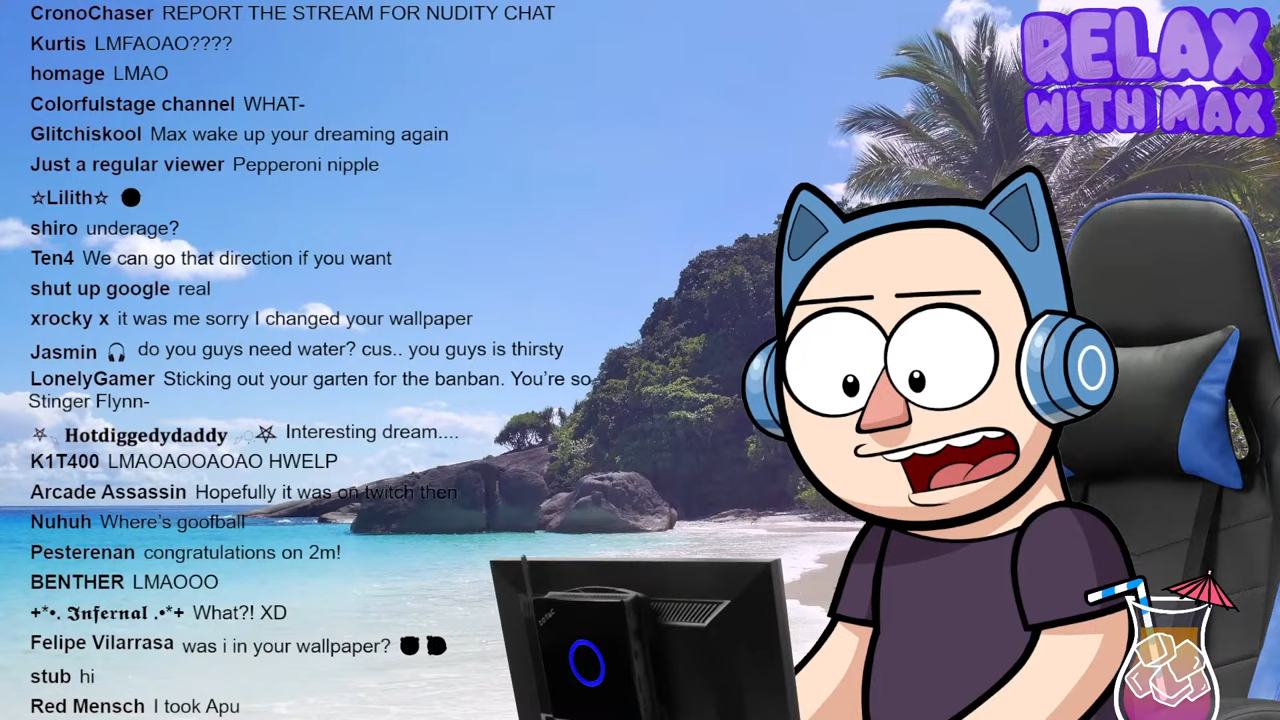 CronoChaser REPORT THE STREAM FOR NUDITY CHAT
Kurtis LMFAOAO????
homage LMAO
Colorfulstage channel WHAT-
Glitchiskool Max wake up your dreaming again
Just a regular viewer Pepperoni nipple
☆Lilith☆
shiro underage?
Ten4 We can go that direction if you want
shut up google real
xrocky x it was me sorry I changed your wallpaper
Jasmin 🎧 do you guys need water? cus.. you guys is thirsty
LonelyGamer Sticking out your garten for the banban. You're so
Stinger Flynn-
Hotdiggedydaddy Interesting dream....
K1T400 LMAOAOOAOAO HWELP
Arcade Assassin Hopefully it was on twitch then
Nuhuh Where's goofball
Pesterenan congratulations on 2m!
BENTHER LMAOOO
+*•. 𝕴𝖓𝖋𝖊𝖗𝖓𝖆𝖑 .•*+ What?! XD
Felipe Vilarrasa was i in your wallpaper?
stub hi
Red Mensch I took Apu
RELAX
WITH MAX
zotac